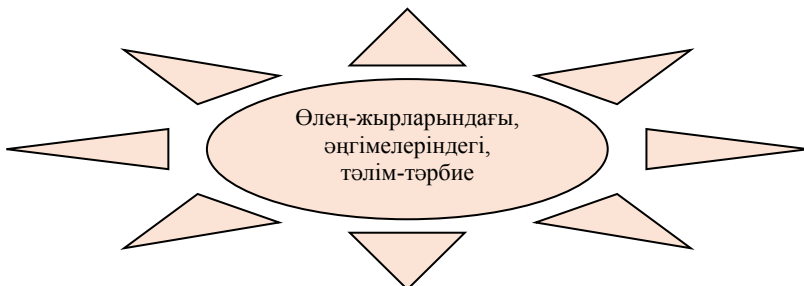 Өлең-жырларындағы,
әңгімелеріндегі,
тәлім-тәрбие